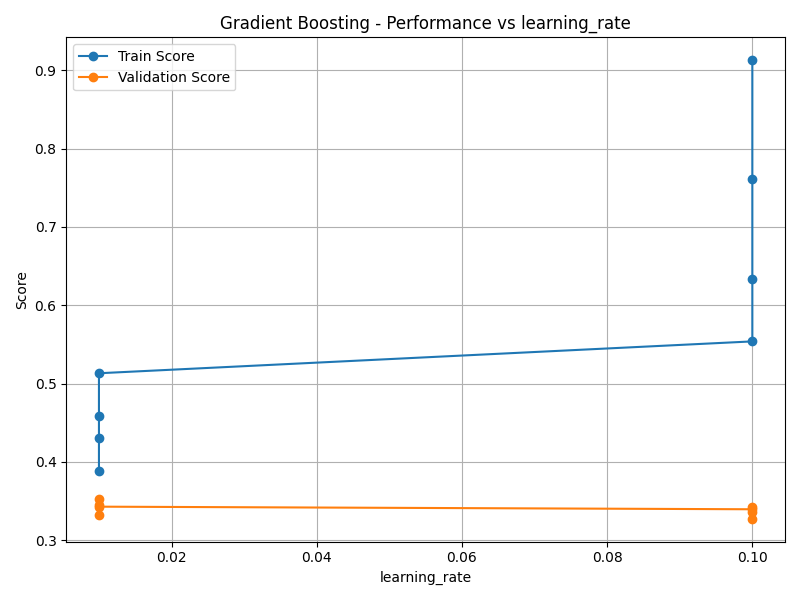 Gradient Boosting - Performance vs learning_rate
Train Score
Validation Score
Score
0.9
0.8
0.7
0.6
0.5
0.4
0.3
0.02
0.04
0.06
0.08
0.10
learning_rate